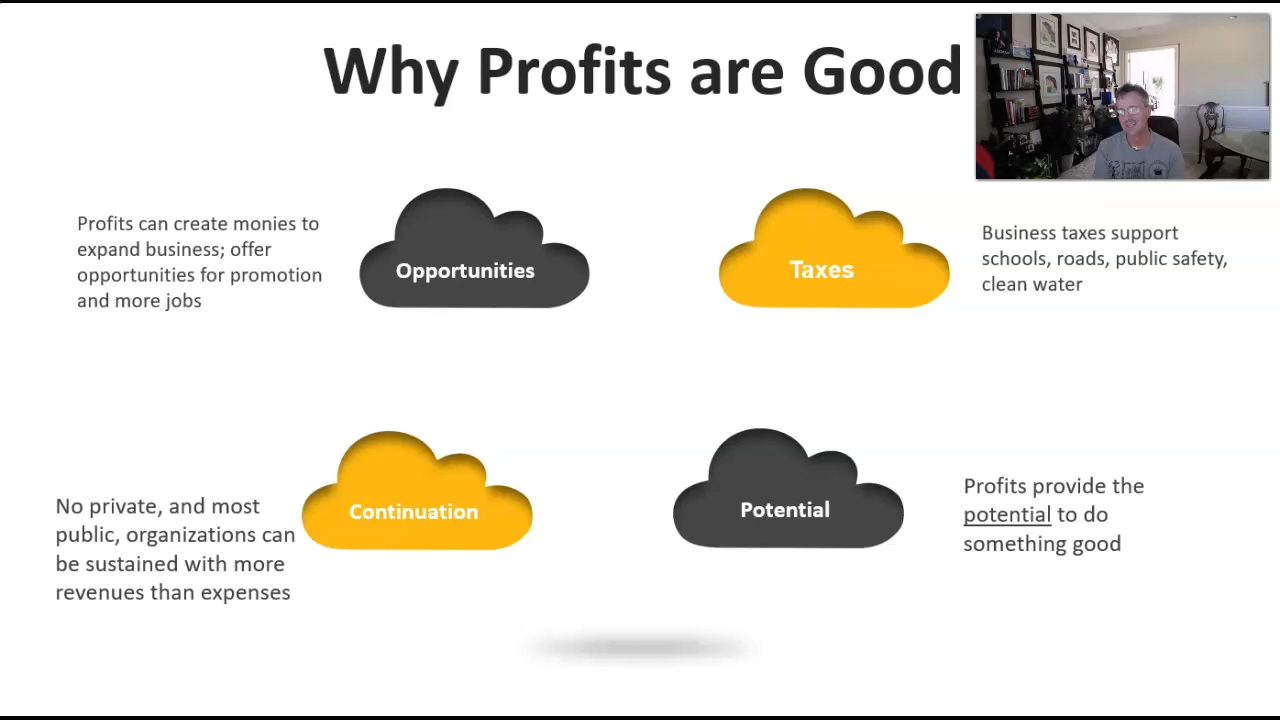 Why Profits are Good
Profits can create monies to
expand business; offer
opportunities for promotion
and more jobs
Opportunities
Taxes
Business taxes support
schools, roads, public safety,
clean water
No private, and most
public, organizations can
be sustained with more
revenues than expenses
Continuation
Potential
Profits provide the
potential to do
something good